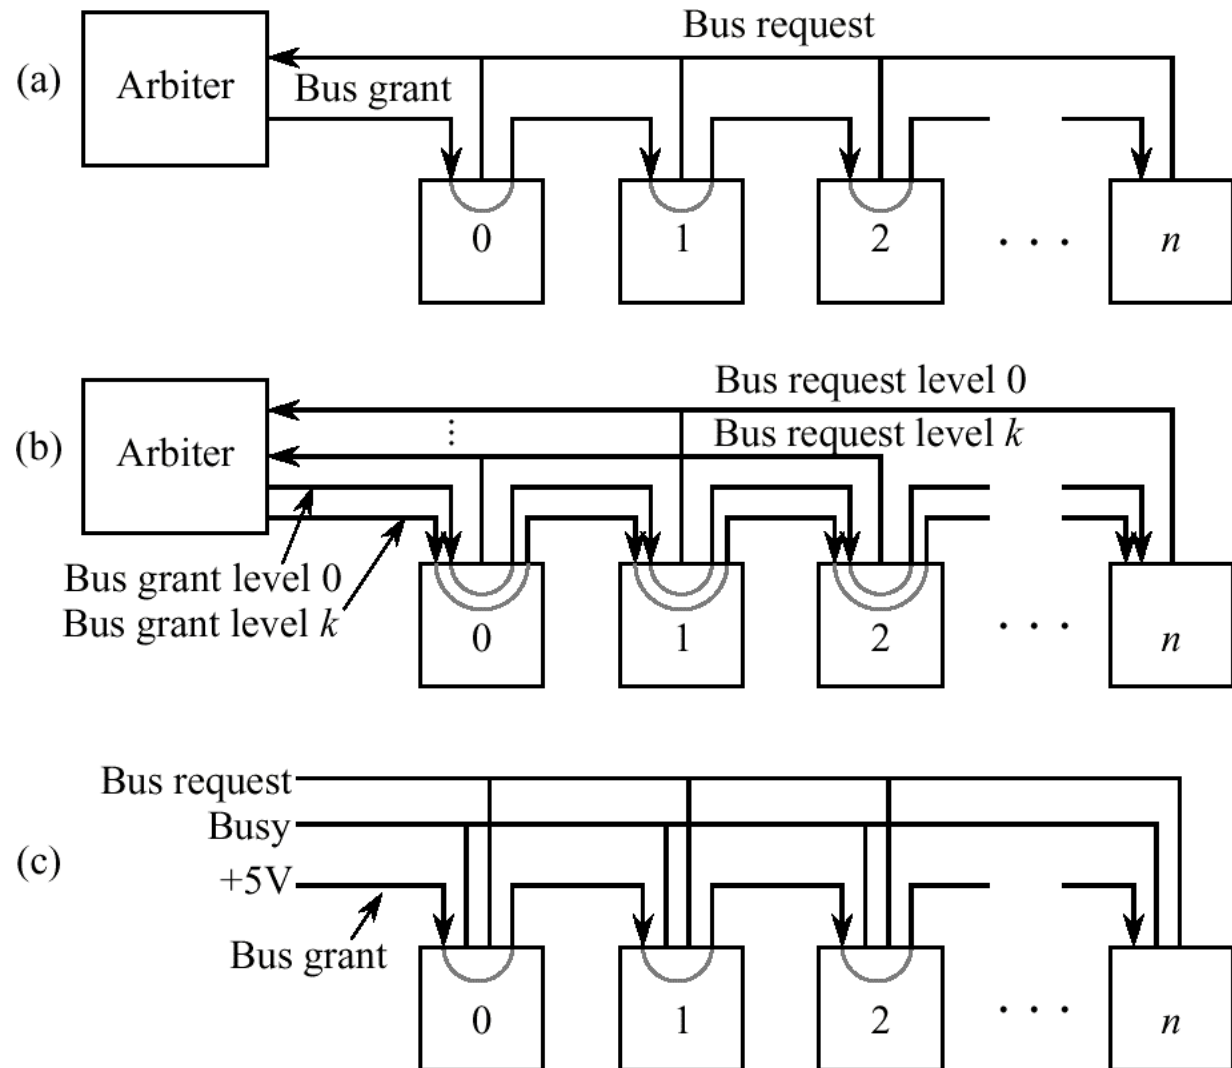 Bus request
(a)
Arbiter
Bus grant
0
1
2
. . .
n
Bus request level 0
Bus request level k
(b)
Arbiter
Bus grant level 0
Bus grant level k
0
1
2
. . .
n
Bus request
Busy
(c)
+5V
Bus grant
0
1
2
. . .
n